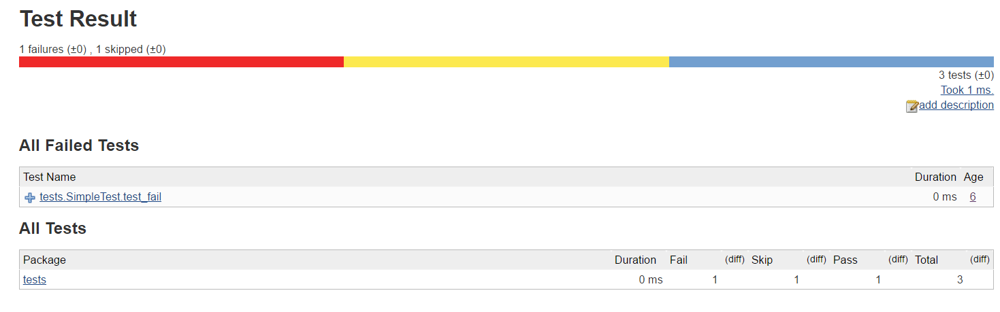 Test Result
1 failures (±0) , 1 skipped (±0)
3 tests (±0)
Took 1 ms.
add description
All Failed Tests
Test Name Duration Age
tests.SimpleTest.test_fail 0 ms 6
All Tests
Package Duration Fail (diff) Skip (diff) Pass (diff) Total (diff)
tests 0 ms 1 1 1 3